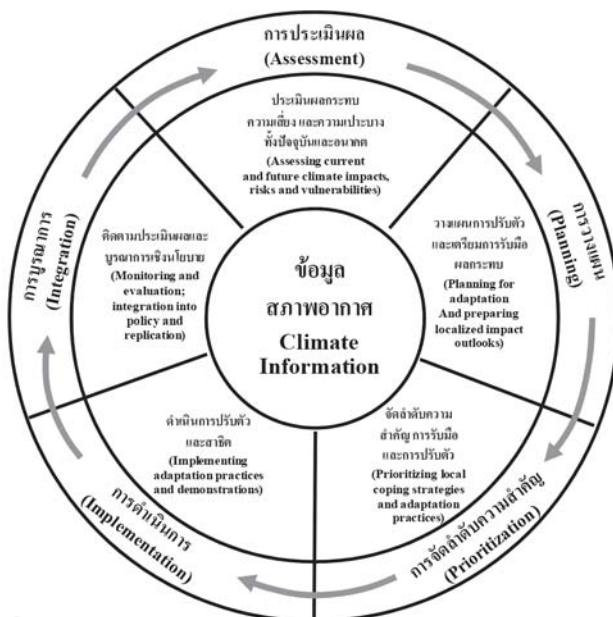 การประเมินผล
(Assessment)
ประเมินผลกระทบ
ความเสี่ยง และความเปราะบาง
ทั้งปัจจุบันและอนาคต
(Assessing current
and future climate impacts,
risks and vulnerabilities)
การวางแผน
(Planning)
วางแผนการปรับตัว
และเตรียมการรับมือ
ผลกระทบ
(Planning for
adaptation
And preparing
localized impact
outlooks)
การจัดลำดับความสำคัญ
(Prioritization)
จัดลำดับความ
สำคัญ การรับมือ
และการปรับตัว
(Prioritizing local
coping strategies
and adaptation
practices)
การดำเนินการ
(Implementation)
ดำเนินการปรับตัว
และสาธิต
(Implementing
adaptation practices
and demonstrations)
การบูรณาการ
(Integration)
ติดตามประเมินผลและ
บูรณาการเชิงนโยบาย
(Monitoring and
evaluation;
integration into
policy and
replication)
ข้อมูล
สภาพอากาศ
Climate
Information